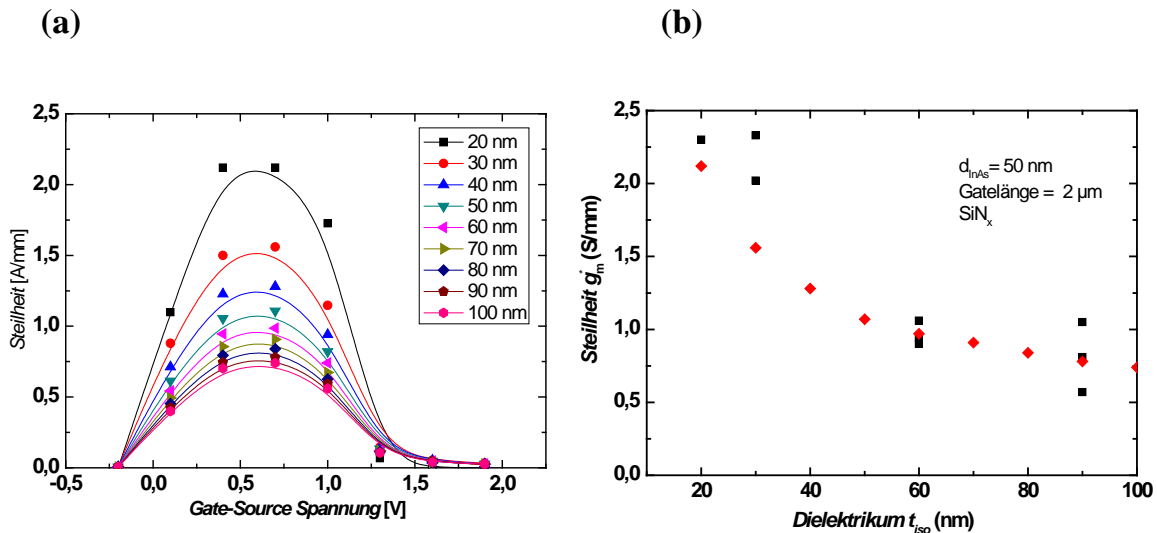 (a)
(b)
2,5
2.0
1.5
1.0
0.5
0,0
-0,5
0,0
0,5
1,0
1,5
2,0
Steilheit [A/mm]
Gate-Source Spannung [V]
20 nm
30 nm
40 nm
50 nm
60 nm
70 nm
80 nm
90 nm
100 nm
2,5
2,0
1,5
1,0
0,5
0,0
20
40
60
80
100
Steilheit g*m (S/mm)
Dielektrikum tiso (nm)
dInAs= 50 nm
Gatelänge = 2 µm
SiNx